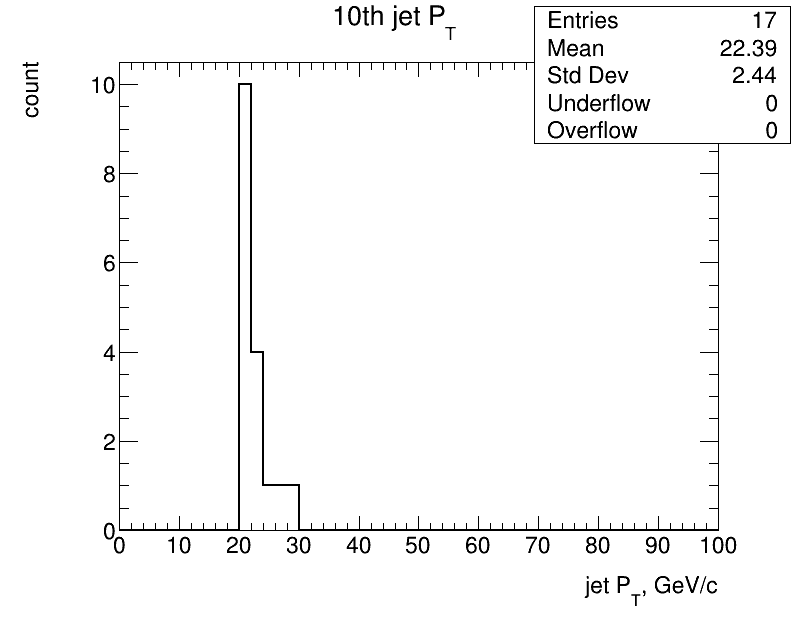 10th jet P_T
Entries 17
Mean 22.39
Std Dev 2.44
Underflow 0
Overflow 0
count
10
8
6
4
2
0
0 10 20 30 40 50 60 70 80 90 100
jet P_T, GeV/c